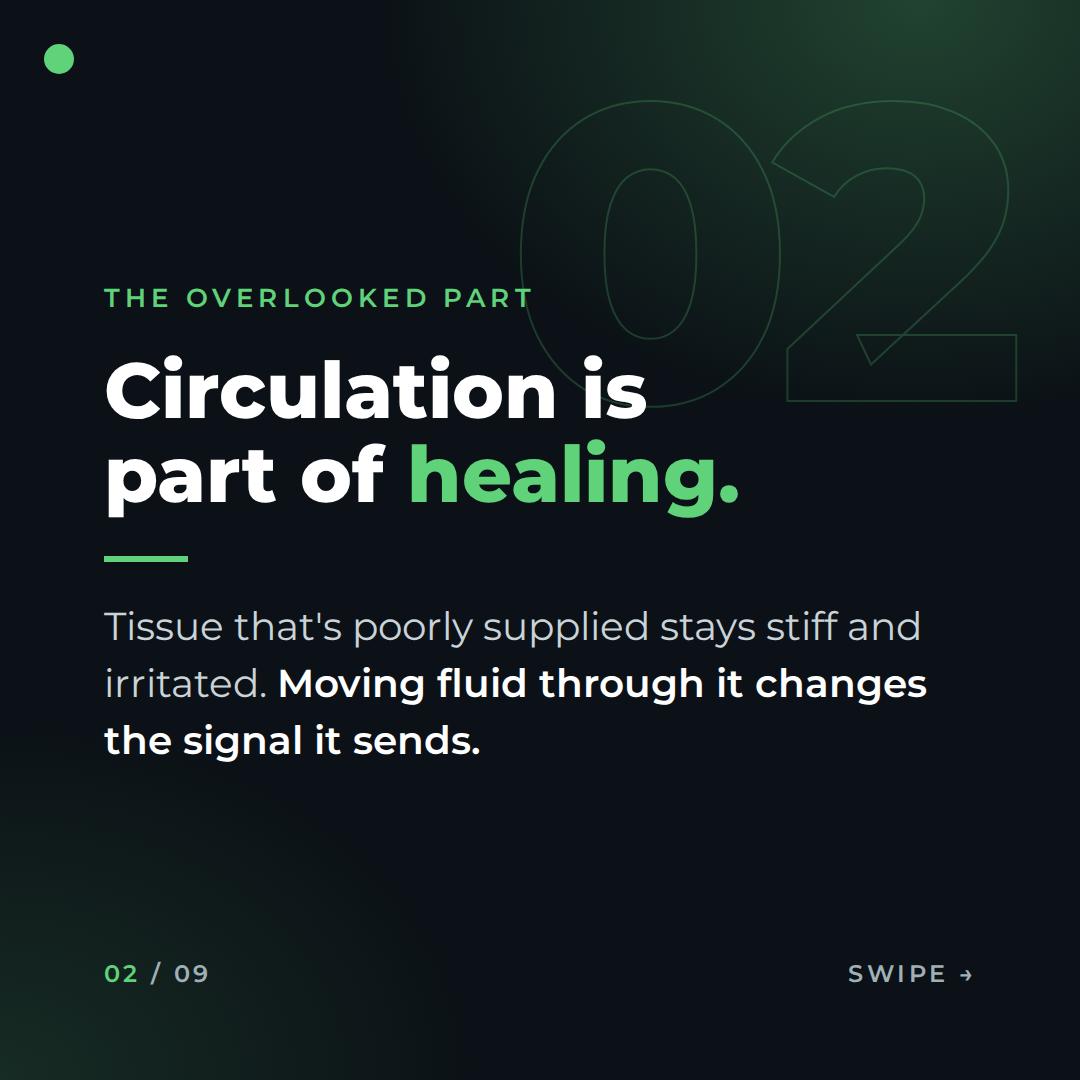 02
THE OVERLOOKED PART
Circulation is
part of healing.
Tissue that's poorly supplied stays stiff and
irritated. Moving fluid through it changes
the signal it sends.
02 / 09
SWIPE →